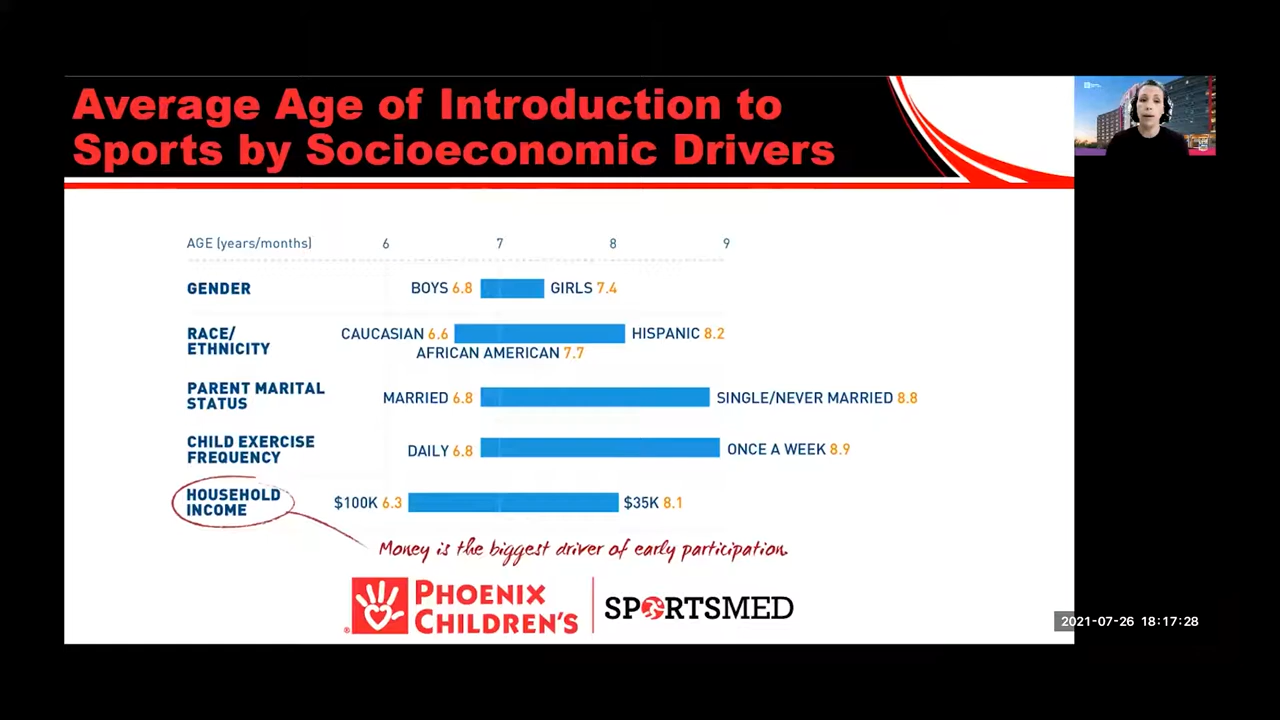 Average Age of Introduction to
Sports by Socioeconomic Drivers
AGE (years/months) 6 7 8 9
GENDER BOYS 6.8 GIRLS 7.4
RACE/
ETHNICITY
CAUCASIAN 6.6 HISPANIC 8.2
AFRICAN AMERICAN 7.7
PARENT MARITAL
STATUS
MARRIED 6.8 SINGLE/NEVER MARRIED 8.8
CHILD EXERCISE
FREQUENCY
DAILY 6.8 ONCE A WEEK 8.9
HOUSEHOLD
INCOME
$100K 6.3 $35K 8.1
Money is the biggest driver of early participation.
PHOENIX
CHILDREN'S
®
SPORTSMED
2021-07-26 18:17:28